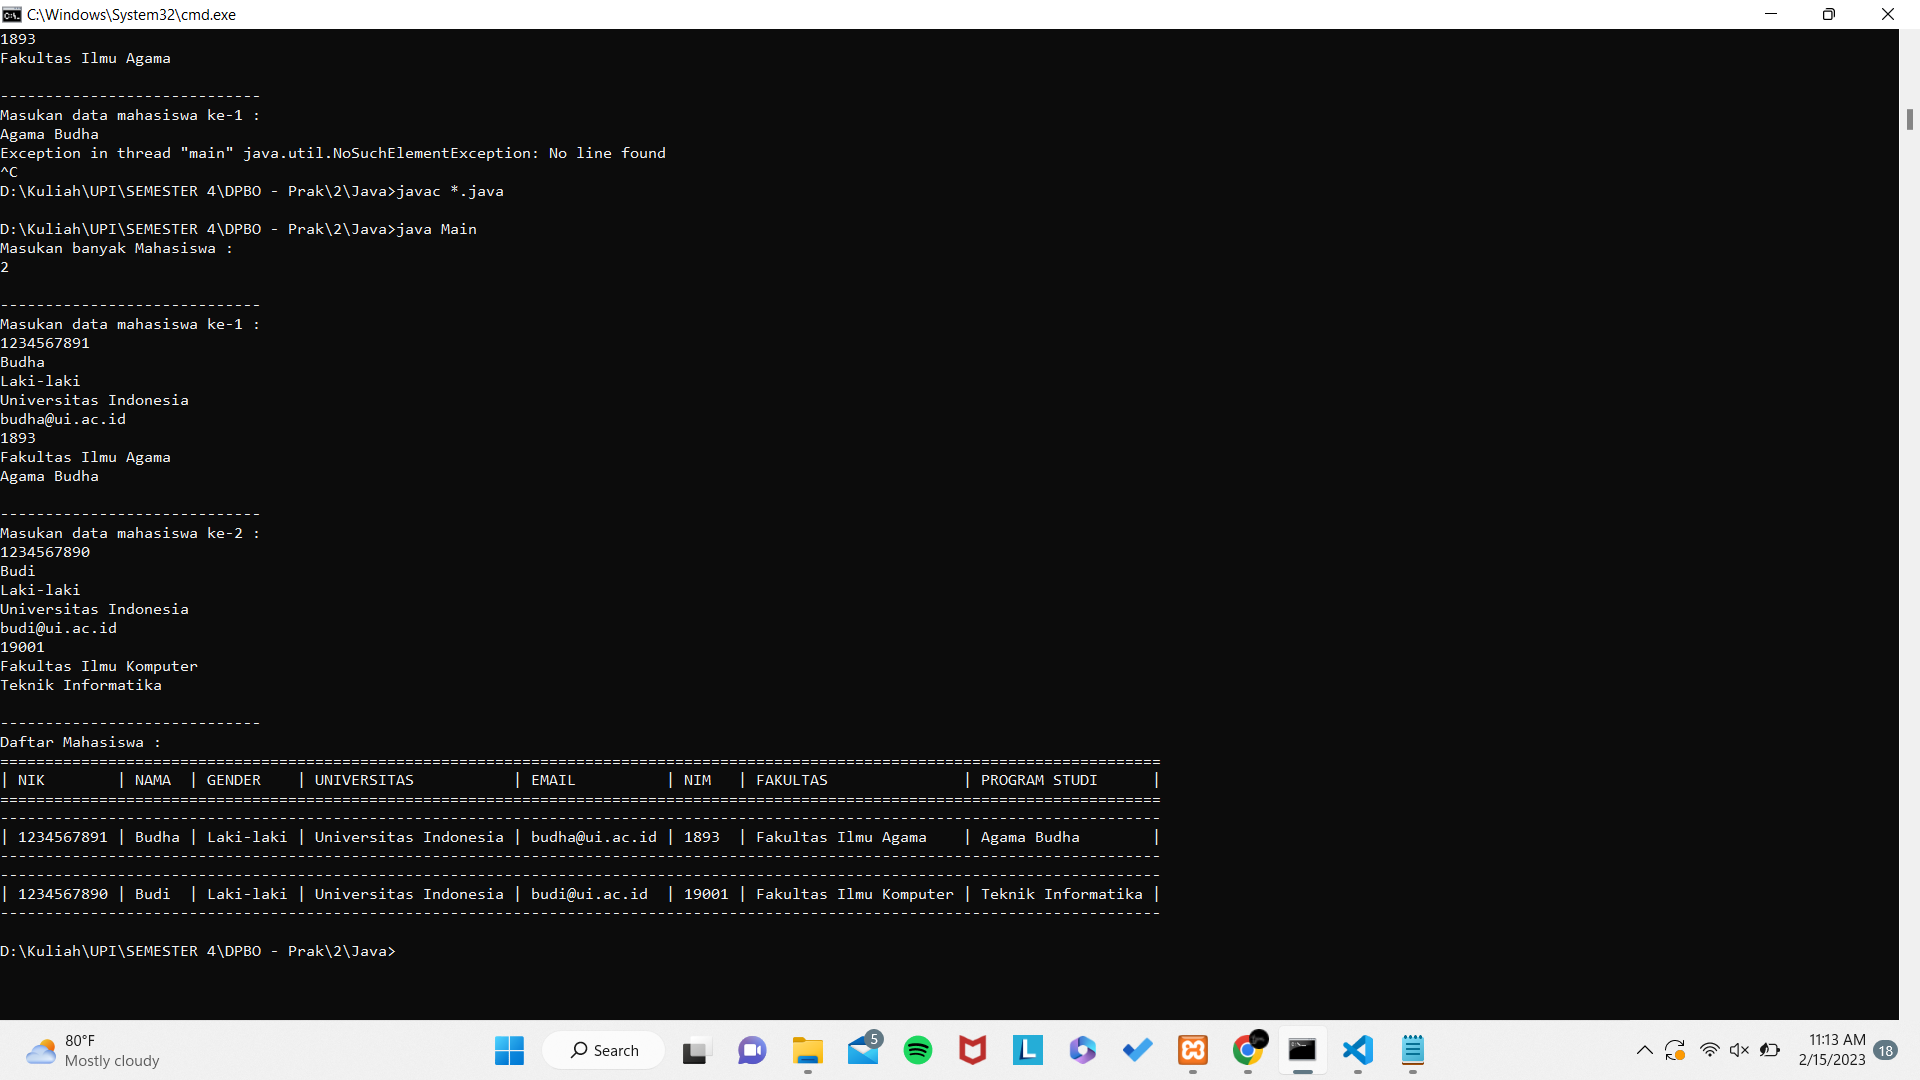 C:\Windows\System32\cmd.exe
1893
Fakultas Ilmu Agama
-----------------------------
Masukan data mahasiswa ke-1 :
Agama Budha
Exception in thread "main" java.util.NoSuchElementException: No line found
^C
D:\Kuliah\UPI\SEMESTER 4\DPBO - Prak\2\Java>javac *.java
D:\Kuliah\UPI\SEMESTER 4\DPBO - Prak\2\Java>java Main
Masukan banyak Mahasiswa :
2
-----------------------------
Masukan data mahasiswa ke-1 :
1234567891
Budha
Laki-laki
Universitas Indonesia
budha@ui.ac.id
1893
Fakultas Ilmu Agama
Agama Budha
-----------------------------
Masukan data mahasiswa ke-2 :
1234567890
Budi
Laki-laki
Universitas Indonesia
budi@ui.ac.id
19001
Fakultas Ilmu Komputer
Teknik Informatika
-----------------------------
Daftar Mahasiswa :
=================================================================================================================================
| NIK        | NAMA  | GENDER    | UNIVERSITAS           | EMAIL          | NIM   | FAKULTAS               | PROGRAM STUDI      |
=================================================================================================================================
---------------------------------------------------------------------------------------------------------------------------------
| 1234567891 | Budha | Laki-laki | Universitas Indonesia | budha@ui.ac.id | 1893  | Fakultas Ilmu Agama    | Agama Budha        |
---------------------------------------------------------------------------------------------------------------------------------
---------------------------------------------------------------------------------------------------------------------------------
| 1234567890 | Budi  | Laki-laki | Universitas Indonesia | budi@ui.ac.id  | 19001 | Fakultas Ilmu Komputer | Teknik Informatika |
---------------------------------------------------------------------------------------------------------------------------------
D:\Kuliah\UPI\SEMESTER 4\DPBO - Prak\2\Java>
80°F
Mostly cloudy
Search
5
L
11:13 AM
2/15/2023
18